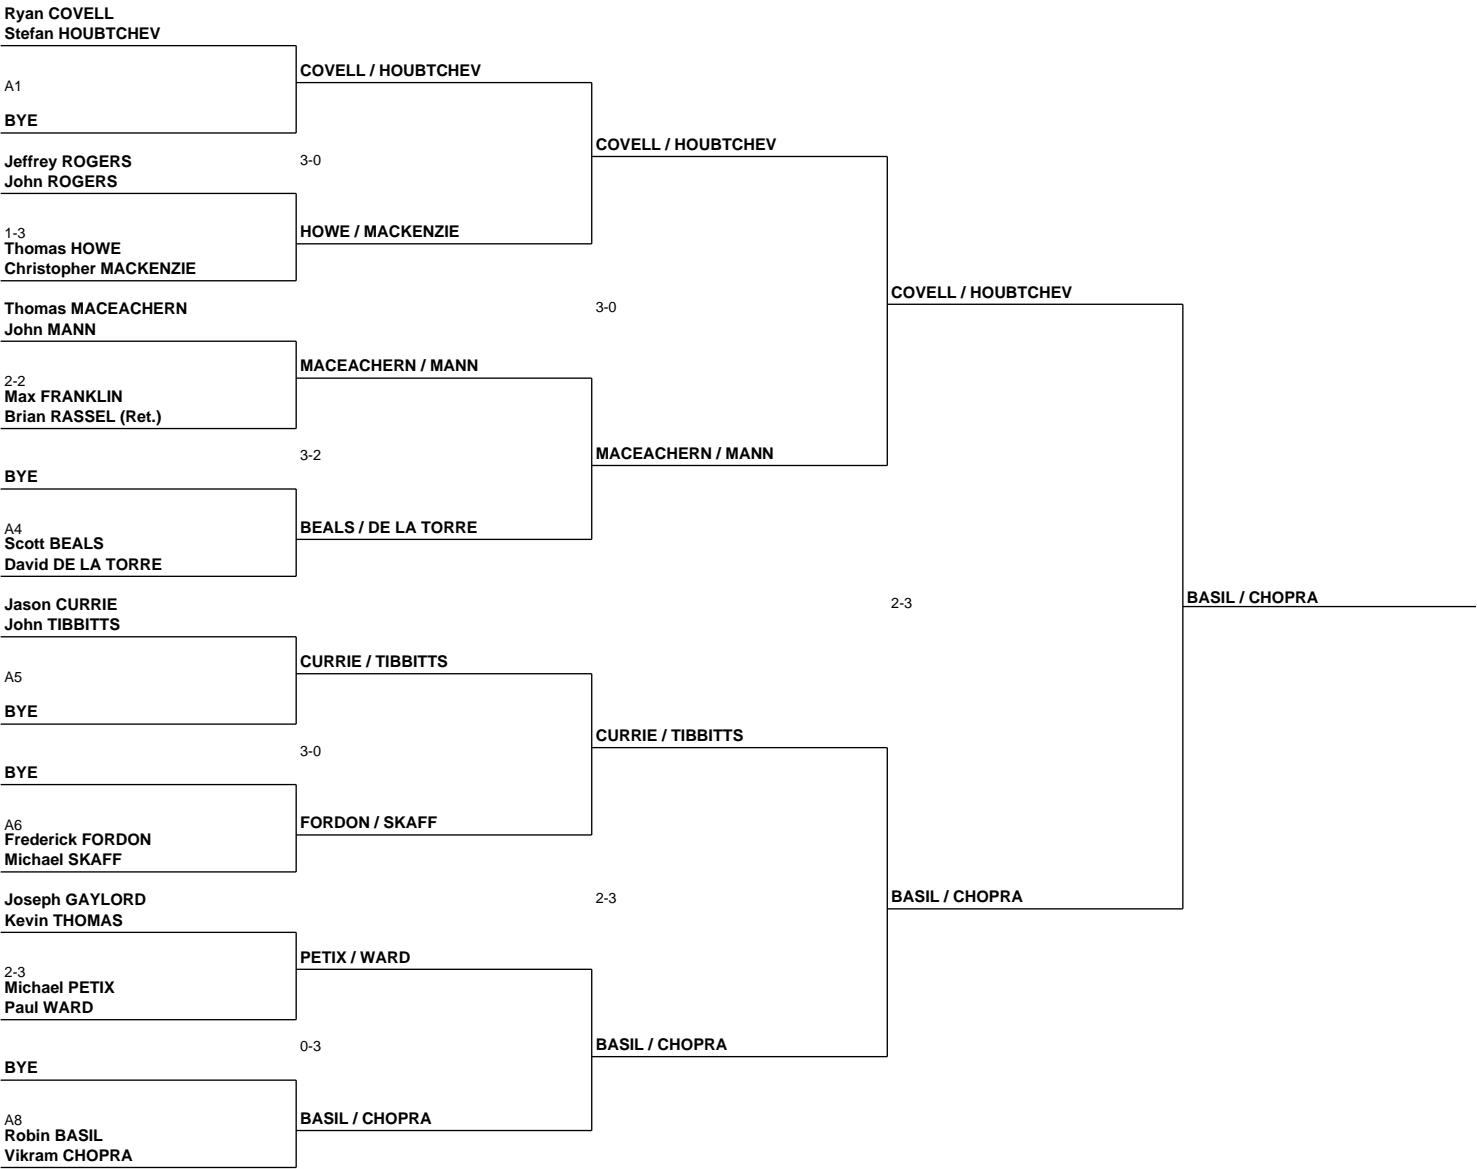 Ryan COVELL
Stefan HOUBTCHEV
A1
BYE
Jeffrey ROGERS
John ROGERS
1-3
Thomas HOWE
Christopher MACKENZIE
Thomas MACEACHERN
John MANN
2-2
Max FRANKLIN
Brian RASSEL (Ret.)
BYE
A4
Scott BEALS
David DE LA TORRE
Jason CURRIE
John TIBBITTS
A5
BYE
BYE
A6
Frederick FORDON
Michael SKAFF
Joseph GAYLORD
Kevin THOMAS
2-3
Michael PETIX
Paul WARD
BYE
A8
Robin BASIL
Vikram CHOPRA
COVELL / HOUBTCHEV
3-0
HOWE / MACKENZIE
MACEACHERN / MANN
3-2
BEALS / DE LA TORRE
CURRIE / TIBBITTS
3-0
FORDON / SKAFF
PETIX / WARD
0-3
BASIL / CHOPRA
COVELL / HOUBTCHEV
3-0
MACEACHERN / MANN
CURRIE / TIBBITTS
2-3
BASIL / CHOPRA
COVELL / HOUBTCHEV
2-3
BASIL / CHOPRA
BASIL / CHOPRA